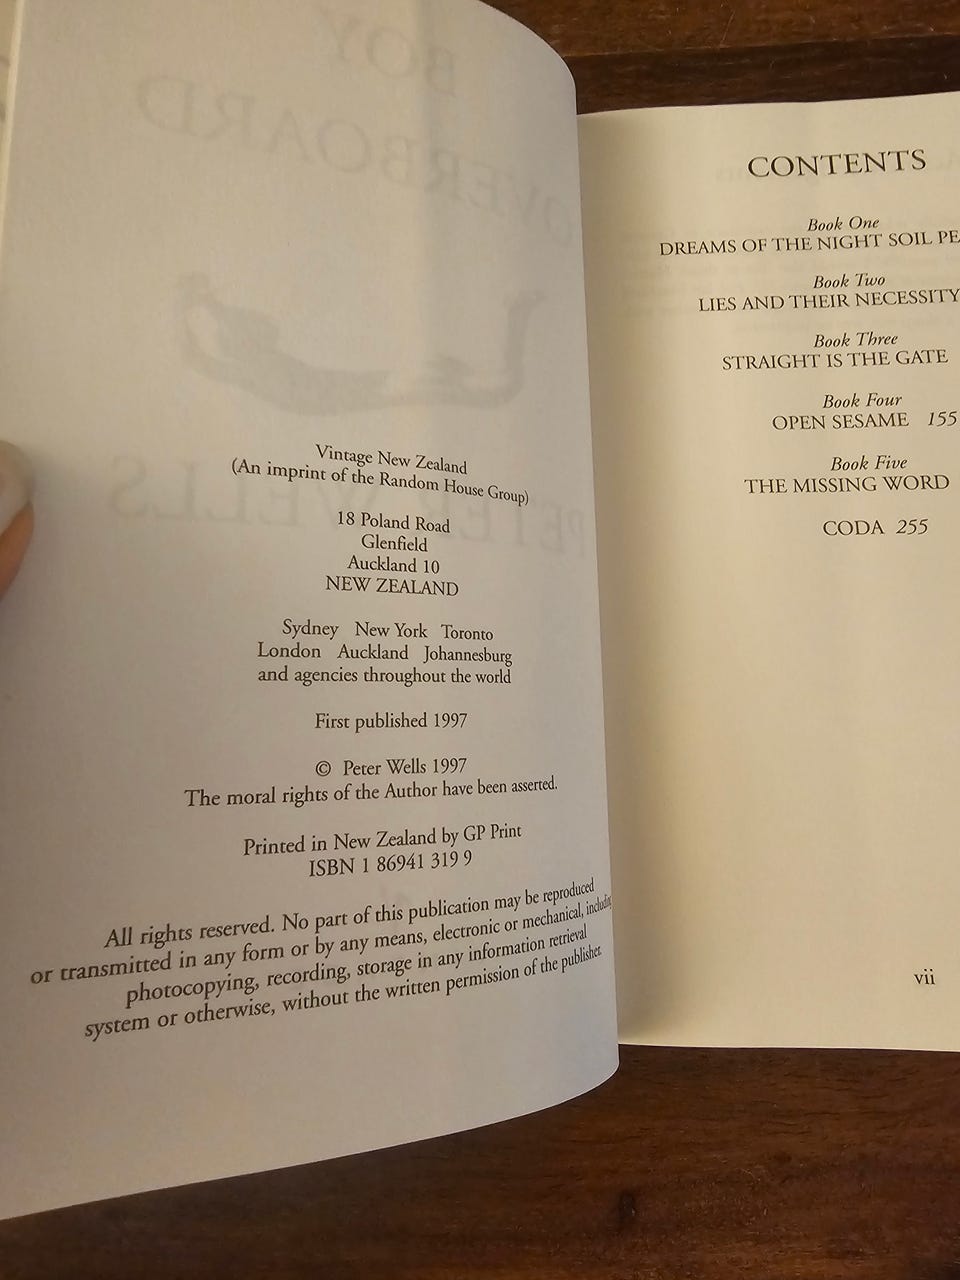 Vintage New Zealand
(An imprint of the Random House Group)
18 Poland Road
Glenfield
Auckland 10
NEW ZEALAND
Sydney New York Toronto
London Auckland Johannesburg
and agencies throughout the world
First published 1997
© Peter Wells 1997
The moral rights of the Author have been asserted.
Printed in New Zealand by GP Print
ISBN 1 86941 319 9
All rights reserved. No part of this publication may be reproduced
or transmitted in any form or by any means, electronic or mechanical, including
photocopying, recording, storage in any information retrieval
system or otherwise, without the written permission of the publisher.
CONTENTS
Book One
DREAMS OF THE NIGHT SOIL
Book Two
LIES AND THEIR NECESSITY
Book Three
STRAIGHT IS THE GATE
Book Four
OPEN SESAME 155
Book Five
THE MISSING WORD
CODA 255
vii